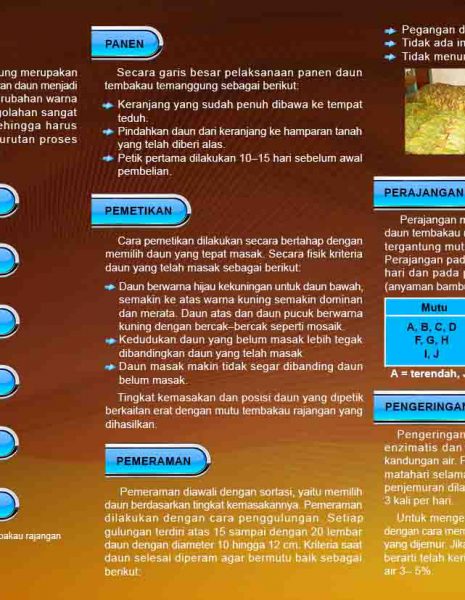 ung merupakan
an daun menjadi
rubahan warna
golahan sangat
ehingga harus
urutan proses
bakau rajangan
PANEN
Secara garis besar pelaksanaan panen daun
tembakau temanggung sebagai berikut:
Keranjang yang sudah penuh dibawa ke tempat
teduh.
Pindahkan daun dari keranjang ke hamparan tanah
yang telah diberi alas.
Petik pertama dilakukan 10–15 hari sebelum awal
pembelian.
PEMETIKAN
Cara pemetikan dilakukan secara bertahap dengan
memilih daun yang tepat masak. Secara fisik kriteria
daun yang telah masak sebagai berikut:
Daun berwarna hijau kekuningan untuk daun bawah,
semakin ke atas warna kuning semakin dominan
dan merata. Daun atas dan daun pucuk berwarna
kuning dengan bercak–bercak seperti mosaik.
Kedudukan daun yang belum masak lebih tegak
dibandingkan daun yang telah masak
Daun masak makin tidak segar dibanding daun
belum masak.
Tingkat kemasakan dan posisi daun yang dipetik
berkaitan erat dengan mutu tembakau rajangan yang
dihasilkan.
PEMERAMAN
Pemeraman diawali dengan sortasi, yaitu memilih
daun berdasarkan tingkat kemasakannya. Pemeraman
dilakukan dengan cara penggulungan. Setiap
gulungan terdiri atas 15 sampai dengan 20 lembar
daun dengan diameter 10 hingga 12 cm. Kriteria saat
daun selesai diperam agar bermutu baik sebagai
berikut:
Pegangan d
Tidak ada in
Tidak menu
PERAJANGAN
Perajangan m
daun tembakau
tergantung mut
Perajangan pad
hari dan pada p
(anyaman bambu
Mutu
A, B, C, D
F, G, H
I, J
A = terendah, J
PENGERINGAN
Pengeringan
enzimatis dan
kandungan air. P
matahari selama
penjemuran dila
3 kali per hari.
Untuk menge
dengan cara mem
yang dijemur. Jika
berarti telah kerin
air 3– 5%.